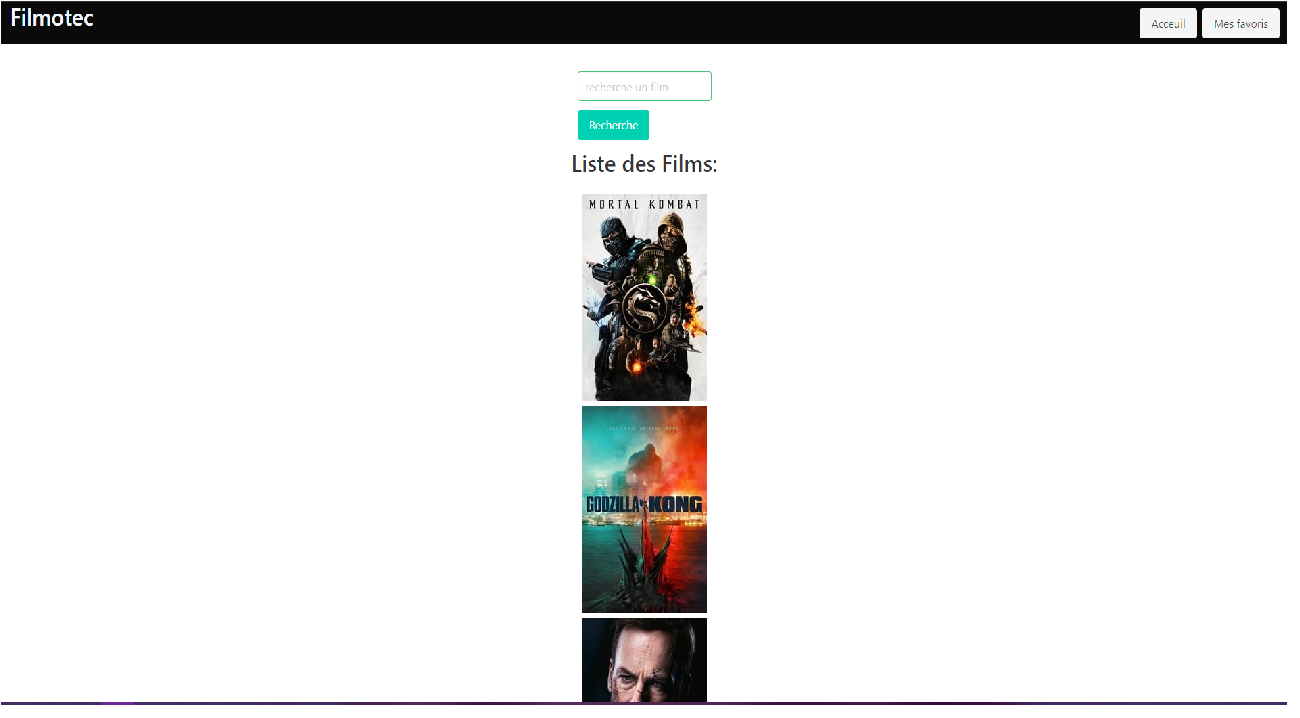 Filmotec
Acceuil
Mes favoris
recherche un film
Recherche
Liste des Films:
MORTAL KOMBAT
GODZILLA VS KONG